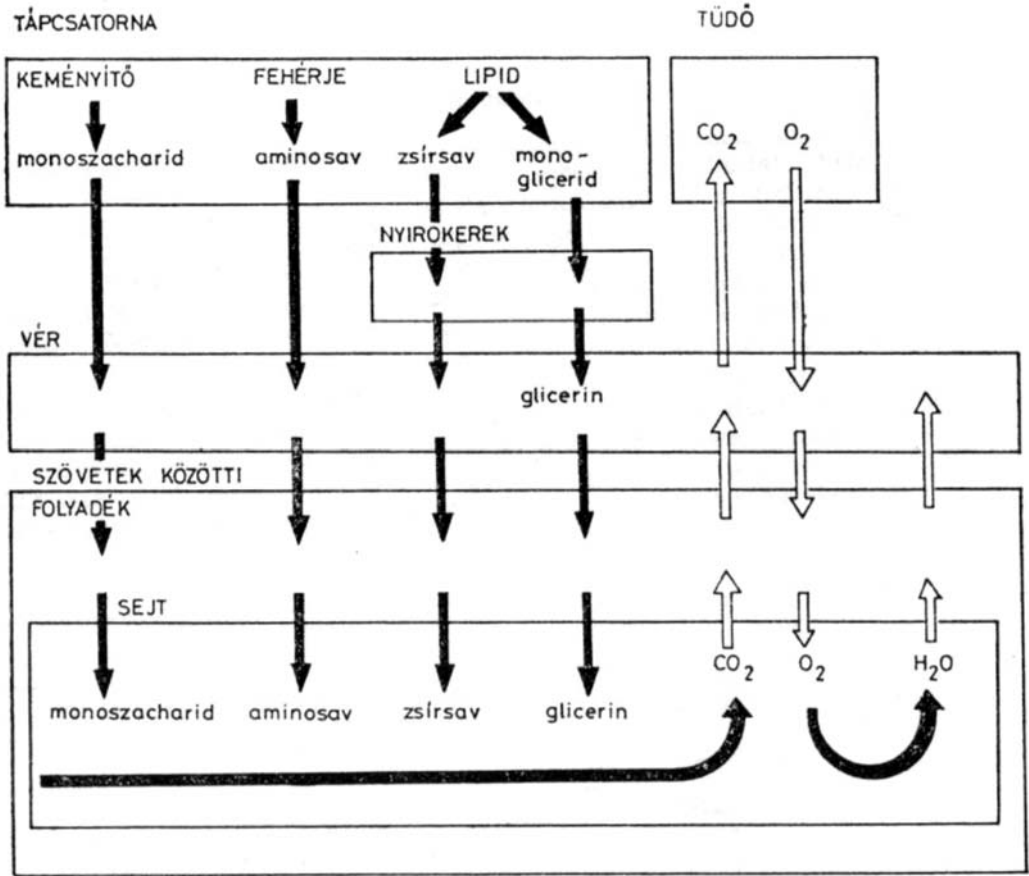 TÁPCSATORNA
TÜDŐ
KEMÉNYÍTŐ
FEHÉRJE
LIPID
monoszacharid
aminosav
zsírsav
mono-
glicerid
CO2
O2
NYIROKEREK
VÉR
glicerin
SZÖVETEK KÖZÖTTI
FOLYADÉK
SEJT
monoszacharid
aminosav
zsírsav
glicerin
CO2
O2
H2O